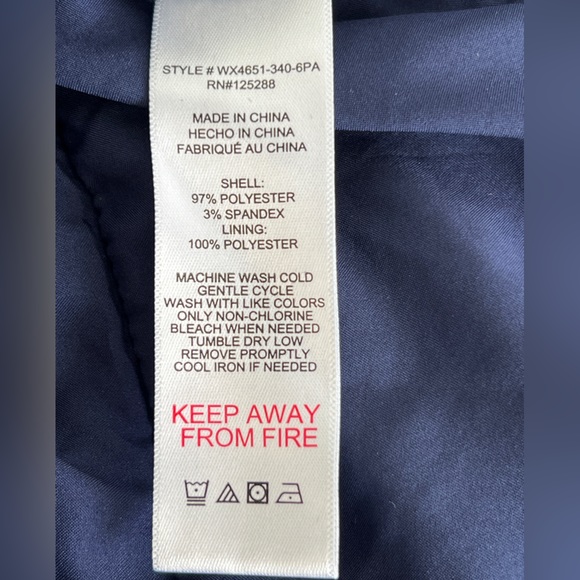 STYLE # WX4651-340-6PA
RN#125288
MADE IN CHINA
HECHO IN CHINA
FABRIQUÉ AU CHINA
SHELL:
97% POLYESTER
3% SPANDEX
LINING:
100% POLYESTER
MACHINE WASH COLD
GENTLE CYCLE
WASH WITH LIKE COLORS
ONLY NON-CHLORINE
BLEACH WHEN NEEDED
TUMBLE DRY LOW
REMOVE PROMPTLY
COOL IRON IF NEEDED
KEEP AWAY
FROM FIRE